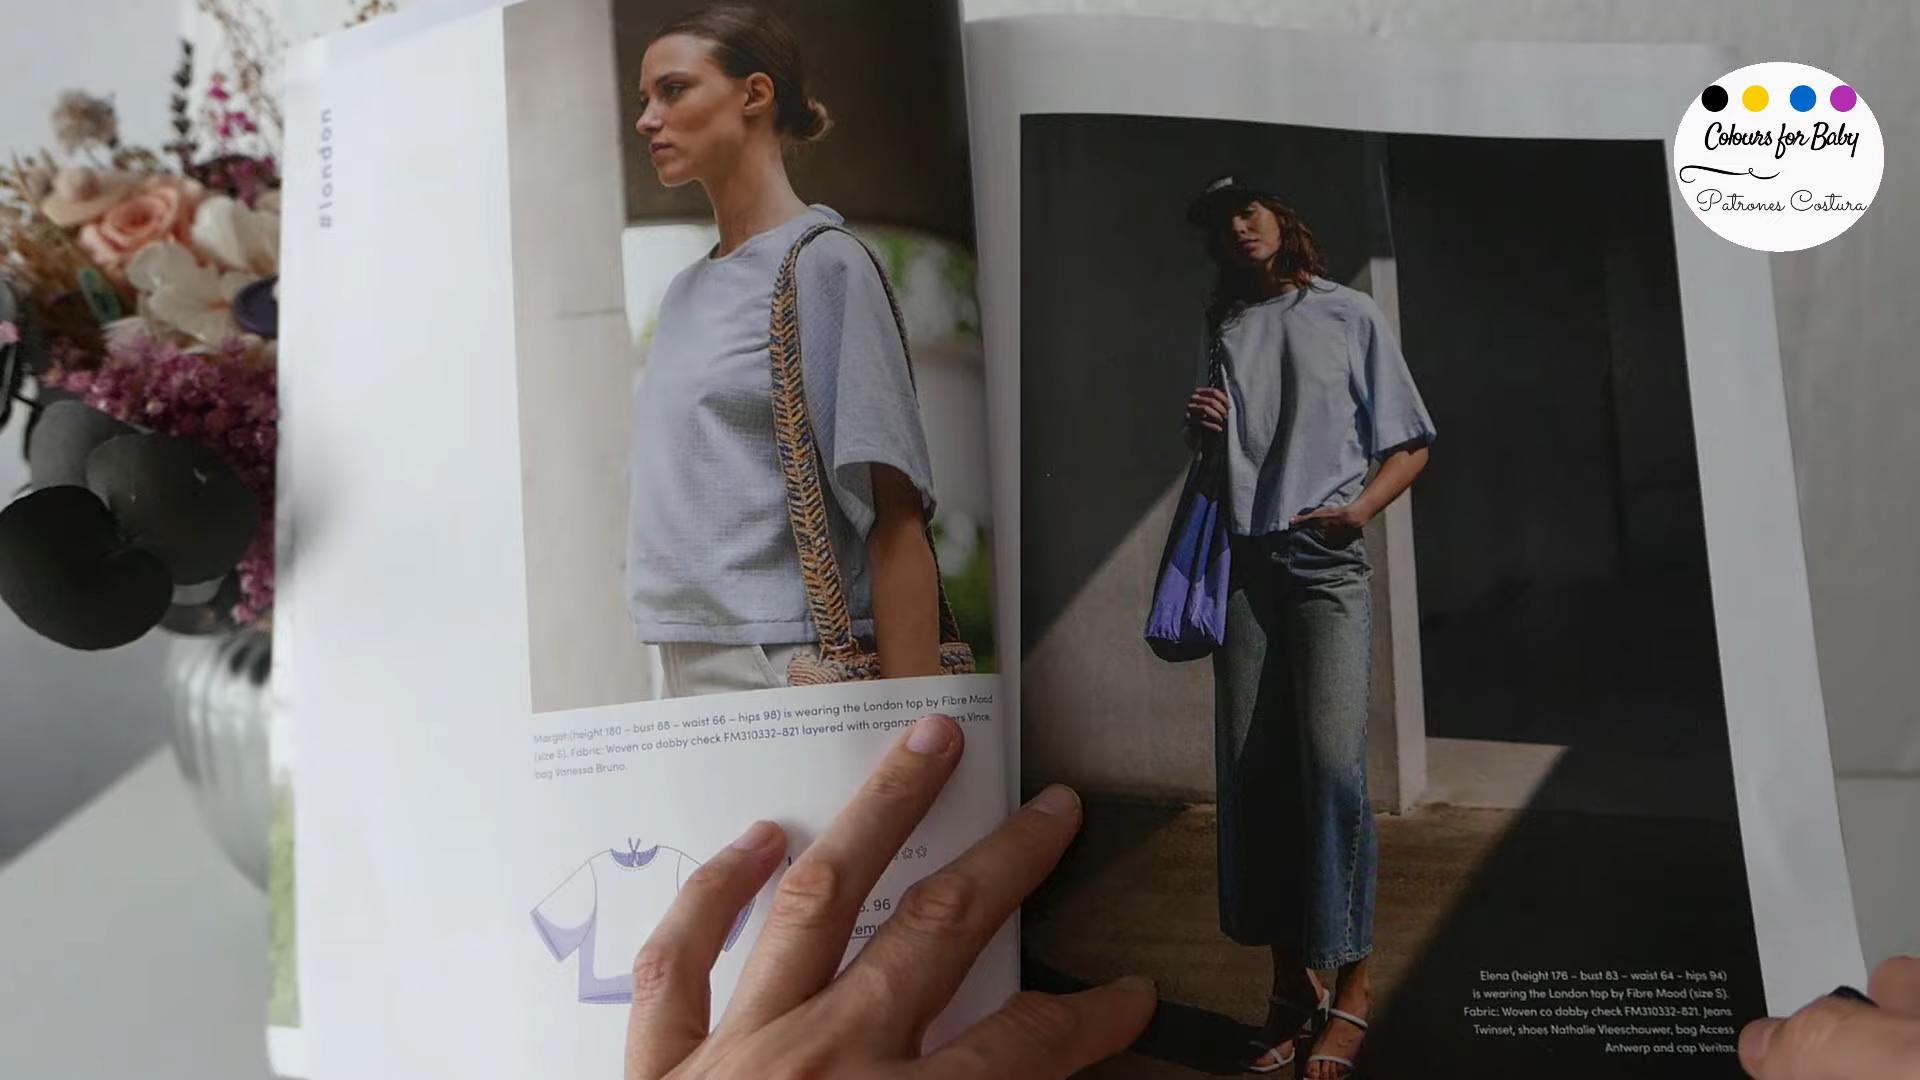 #london
Margot (height 180 – bust 88 – waist 66 – hips 98) is wearing the London top by Fibre Mood
(size S). Fabric: Woven co dobby check FM310332-821 layered with organza Vince,
bag Vanessa Bruno.
96
Elena (height 176 – bust 83 – waist 64 – hips 94)
is wearing the London top by Fibre Mood (size S).
Fabric: Woven co dobby check FM310332-821. Jeans
Twinset, shoes Nathalie Vleeschouwer, bag Access
Antwerp and cap Veritas.
Colours for Baby
Patrones Costura